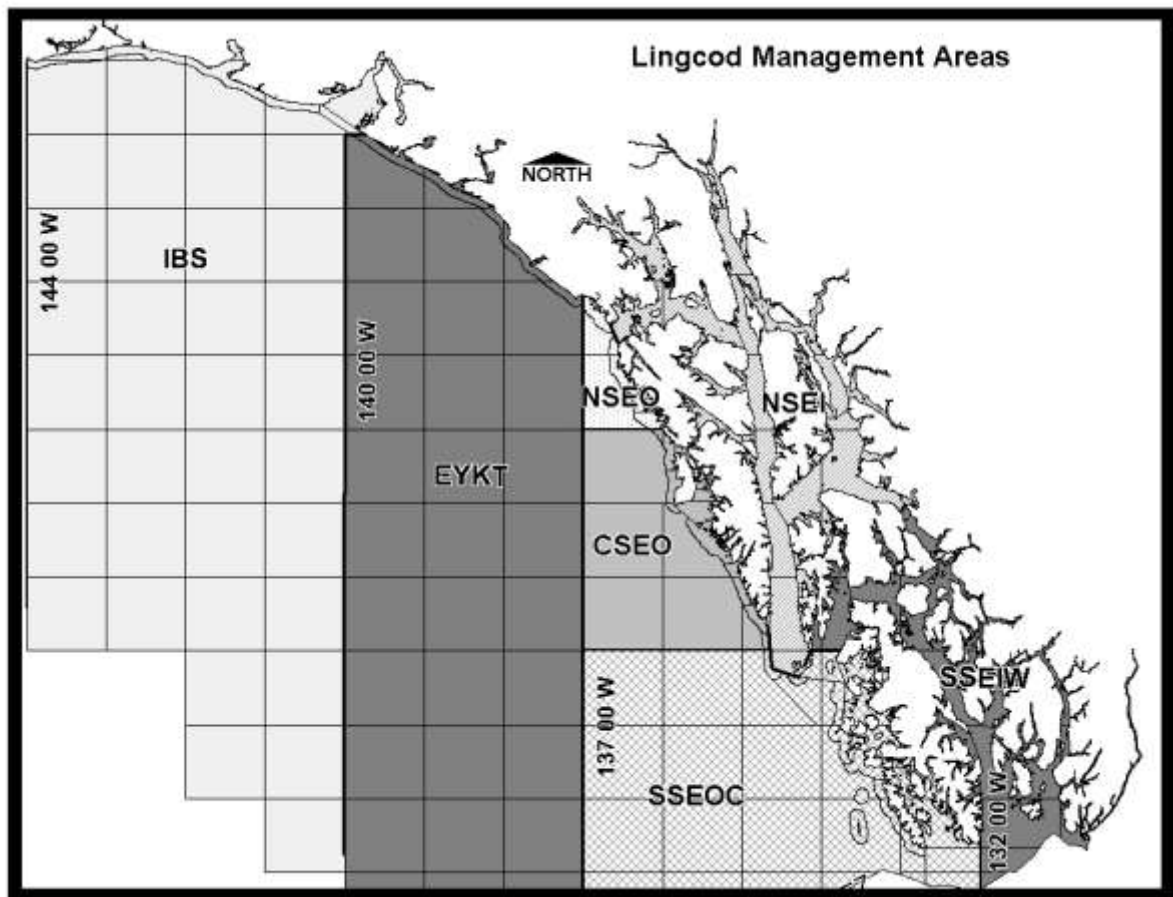 Lingcod Management Areas
NORTH
144 00 W
IBS
140 00 W
NSEO
NSEI
EYKT
CSEO
137 00 W
SSEIW
SSEOC
132 00 W